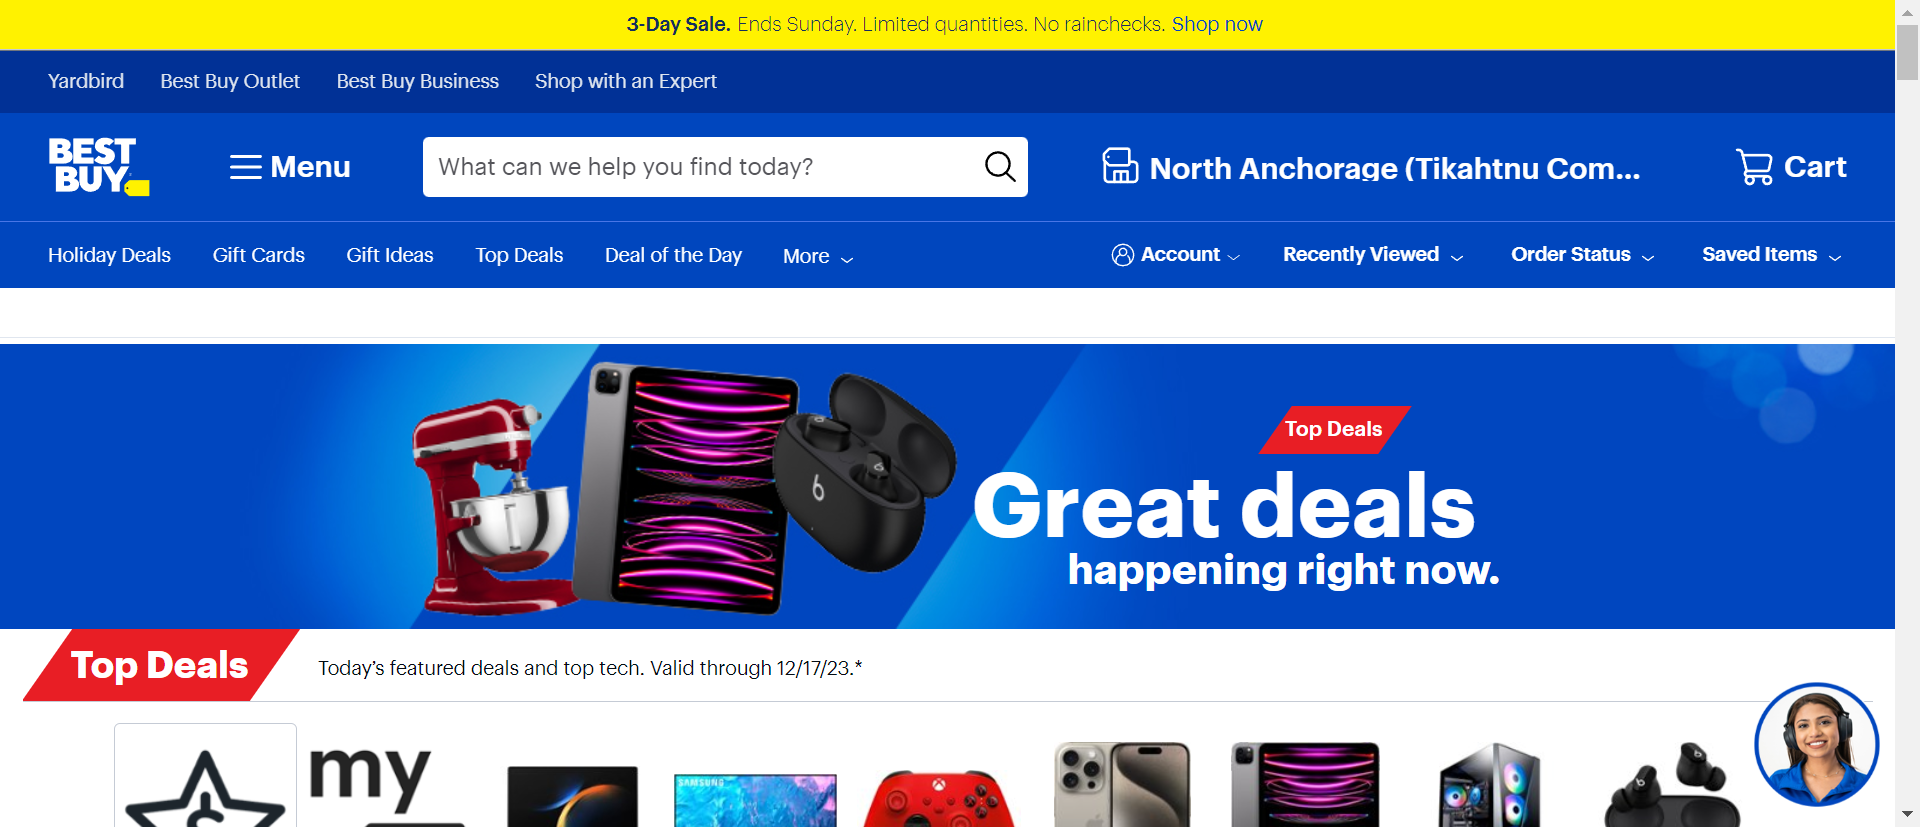 3-Day Sale. Ends Sunday. Limited quantities. No rainchecks. Shop now
Yardbird Best Buy Outlet Best Buy Business Shop with an Expert
BEST
BUY
Menu
What can we help you find today?
North Anchorage (Tikahtnu Com...
Cart
Holiday Deals Gift Cards Gift Ideas Top Deals Deal of the Day More
Account Recently Viewed Order Status Saved Items
Top Deals
Great deals
happening right now.
Top Deals
Today's featured deals and top tech. Valid through 12/17/23.*
my
SAMSUNG